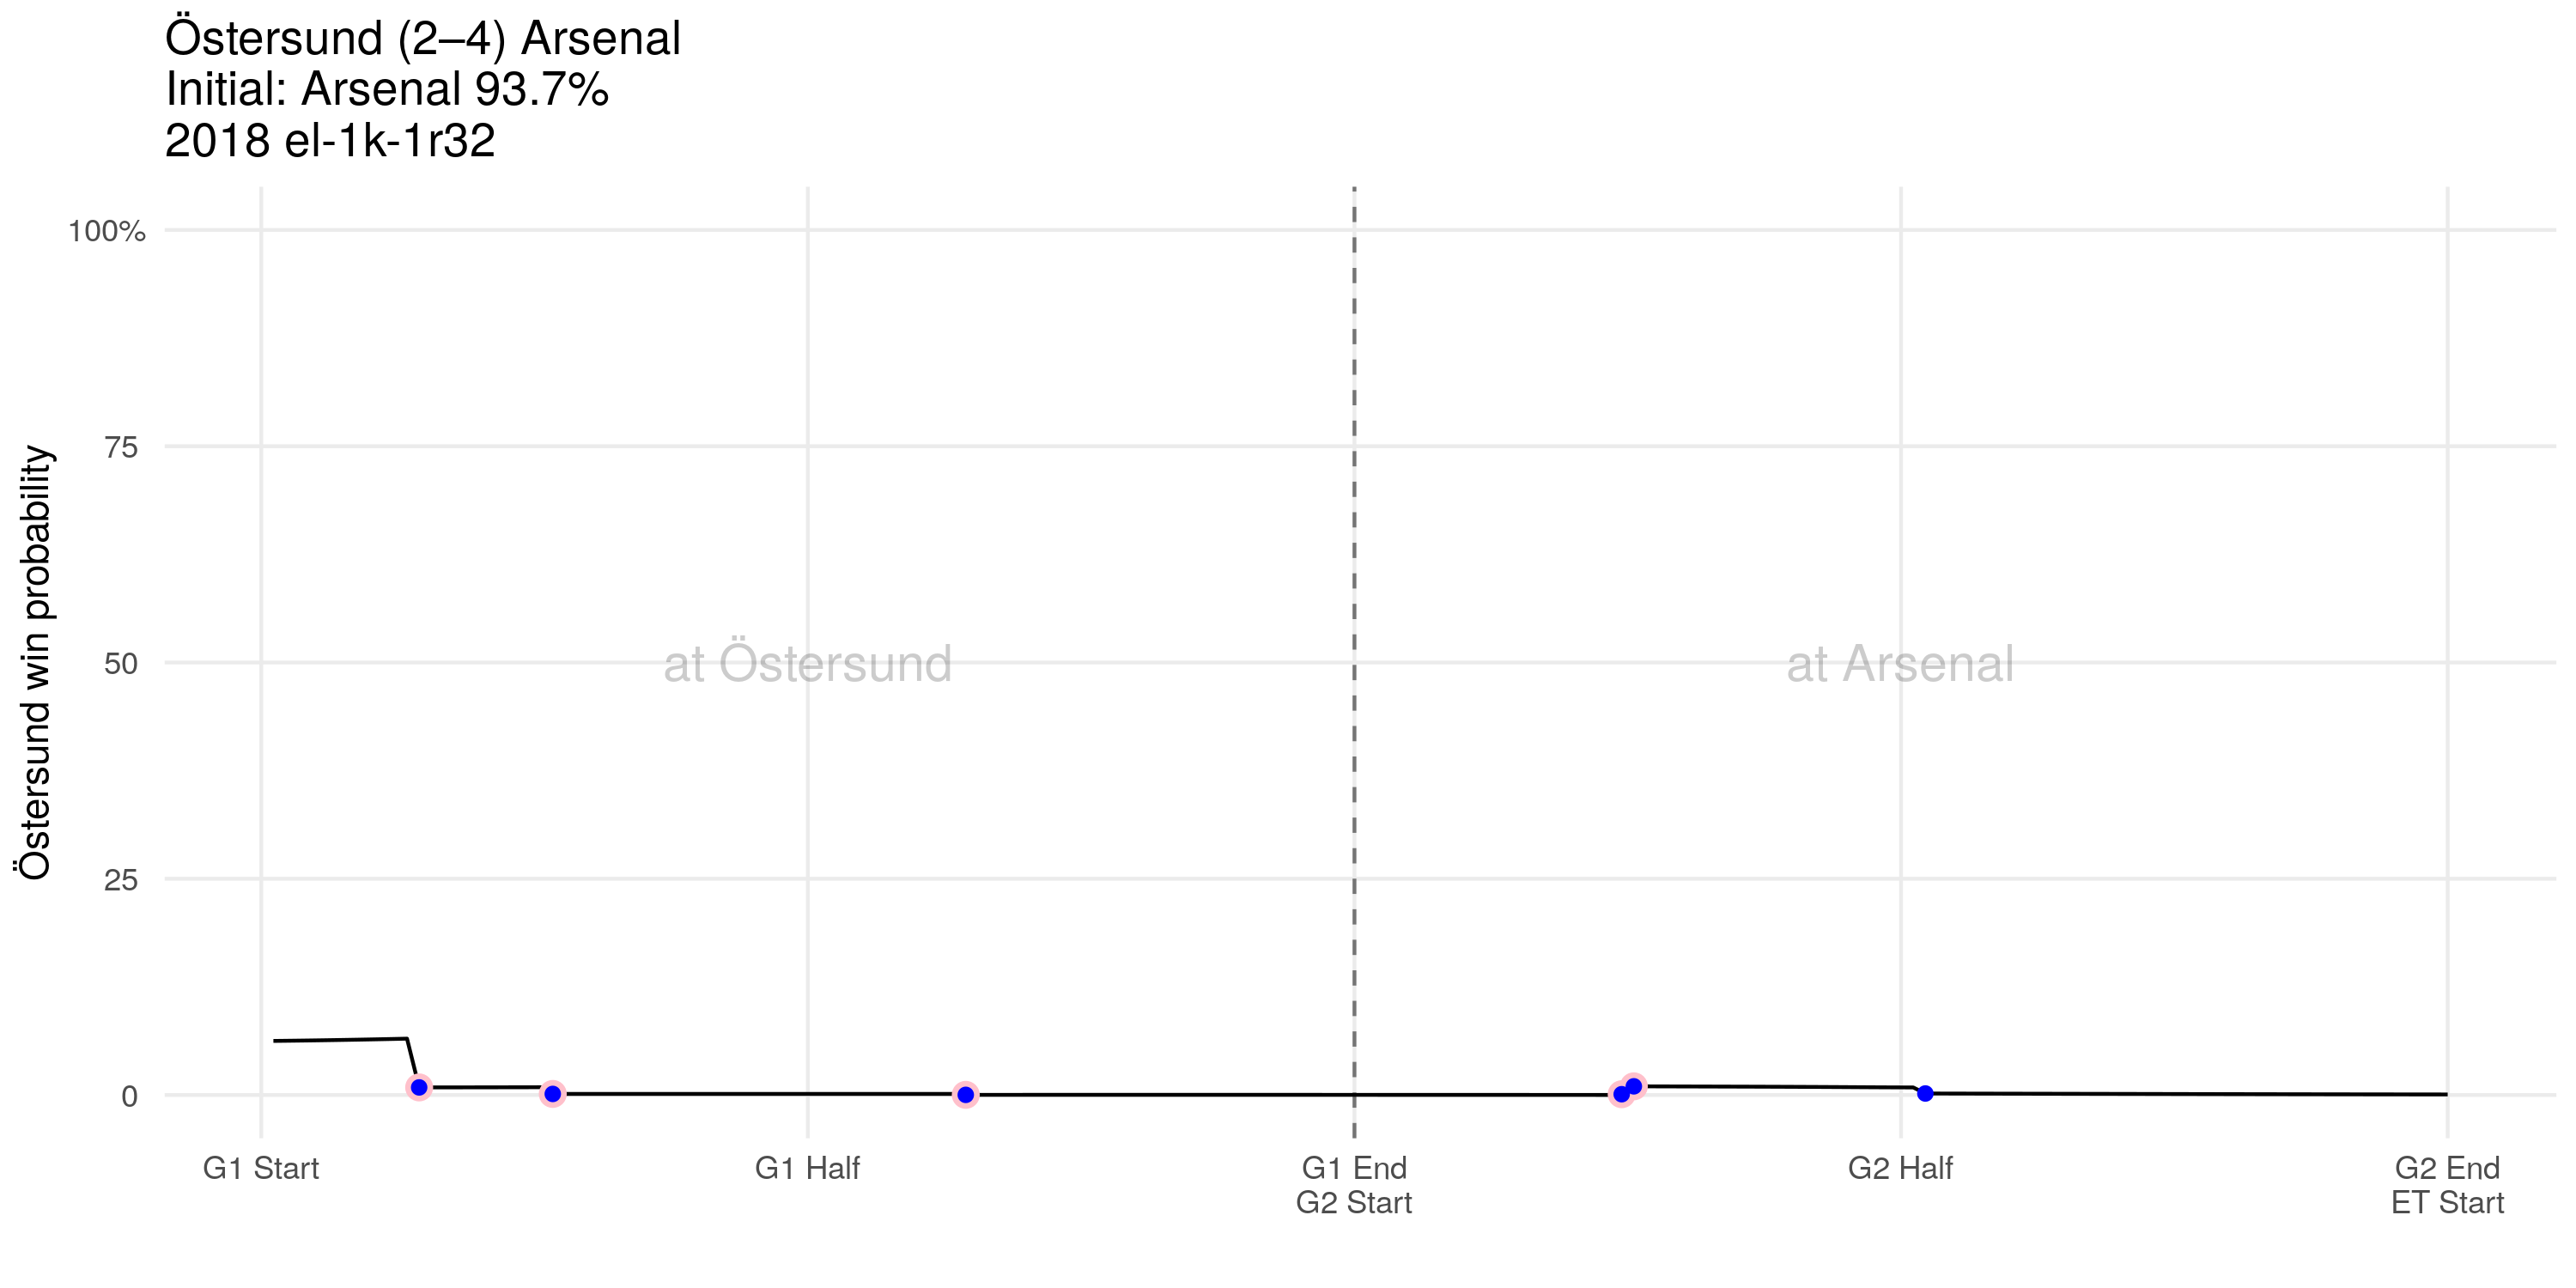 Östersund (2–4) Arsenal
Initial: Arsenal 93.7%
2018 el-1k-1r32
Östersund win probability
100%
75
50
25
0
at Östersund
at Arsenal
G1 Start
G1 Half
G1 End
G2 Start
G2 Half
G2 End
ET Start